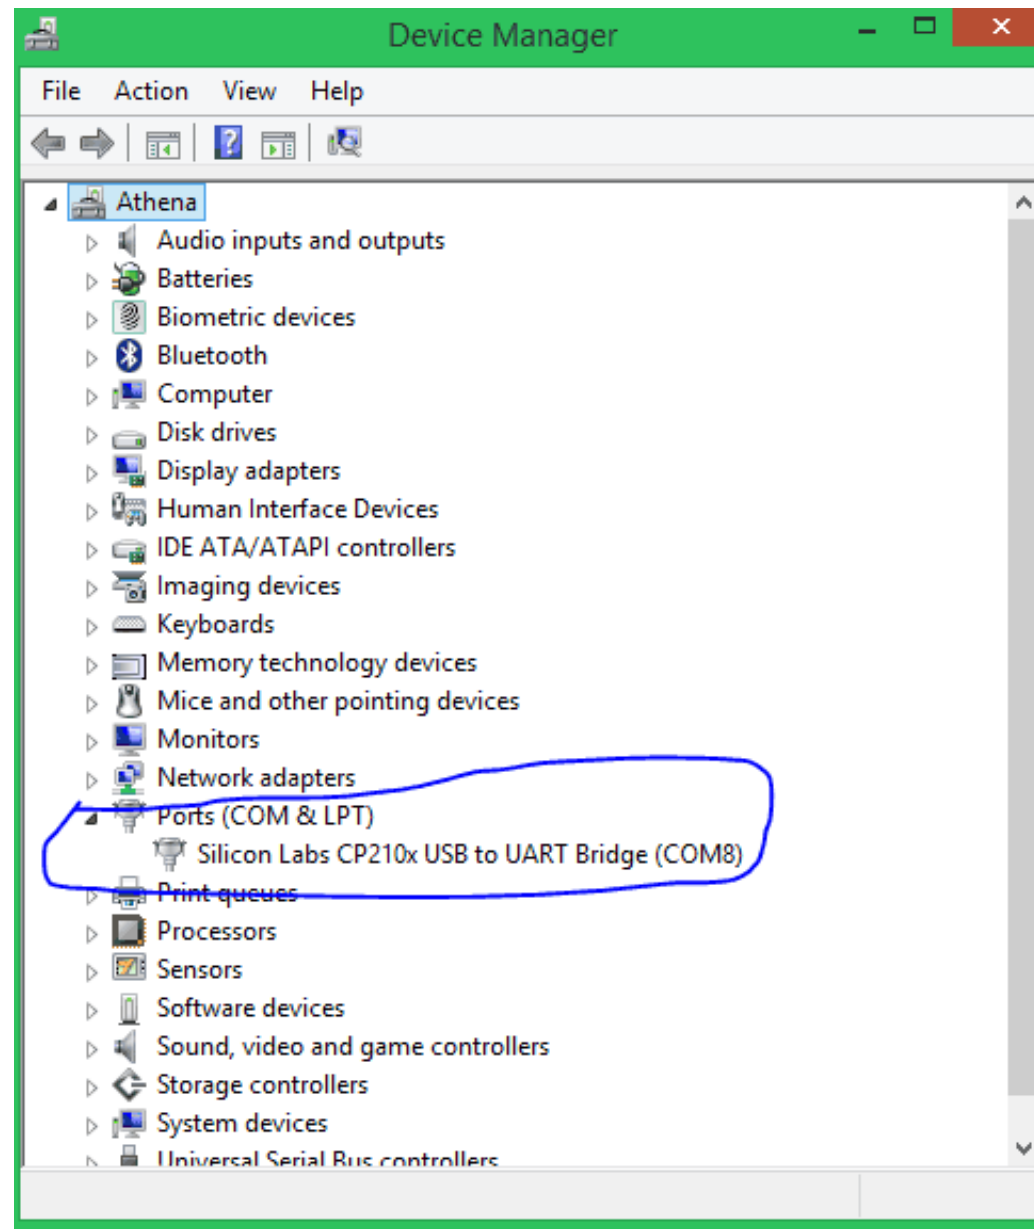 Device Manager
File Action View Help
Athena
Audio inputs and outputs
Batteries
Biometric devices
Bluetooth
Computer
Disk drives
Display adapters
Human Interface Devices
IDE ATA/ATAPI controllers
Imaging devices
Keyboards
Memory technology devices
Mice and other pointing devices
Monitors
Network adapters
Ports (COM & LPT)
Silicon Labs CP210x USB to UART Bridge (COM8)
Print queues
Processors
Sensors
Software devices
Sound, video and game controllers
Storage controllers
System devices
Universal Serial Bus controllers